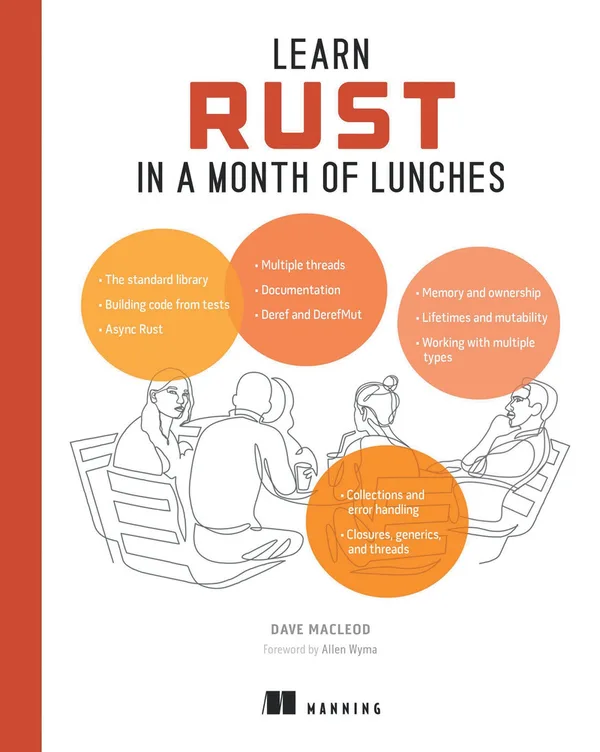 LEARN
RUST
IN A MONTH OF LUNCHES
• The standard library
• Building code from tests
• Async Rust
• Multiple threads
• Documentation
• Deref and DerefMut
• Memory and ownership
• Lifetimes and mutability
• Working with multiple
types
• Collections and
error handling
• Closures, generics,
and threads
DAVE MACLEOD
Foreword by Allen Wyma
MANNING